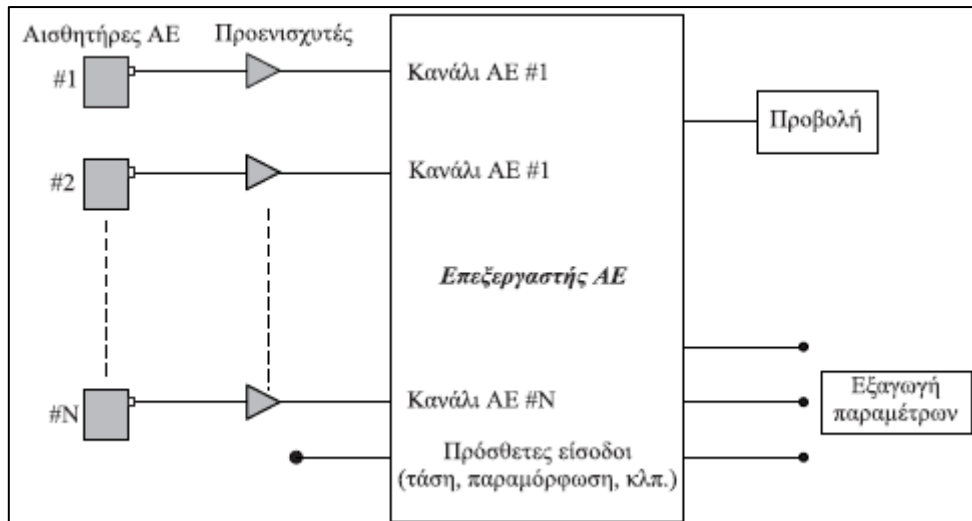 Αισθητήρες ΑΕ
Προενισχυτές
#1
Κανάλι ΑΕ #1
Προβολή
#2
Κανάλι ΑΕ #1
Επεξεργαστής ΑΕ
#N
Κανάλι ΑΕ #N
Εξαγωγή
παραμέτρων
Πρόσθετες είσοδοι
(τάση, παραμόρφωση, κλπ.)